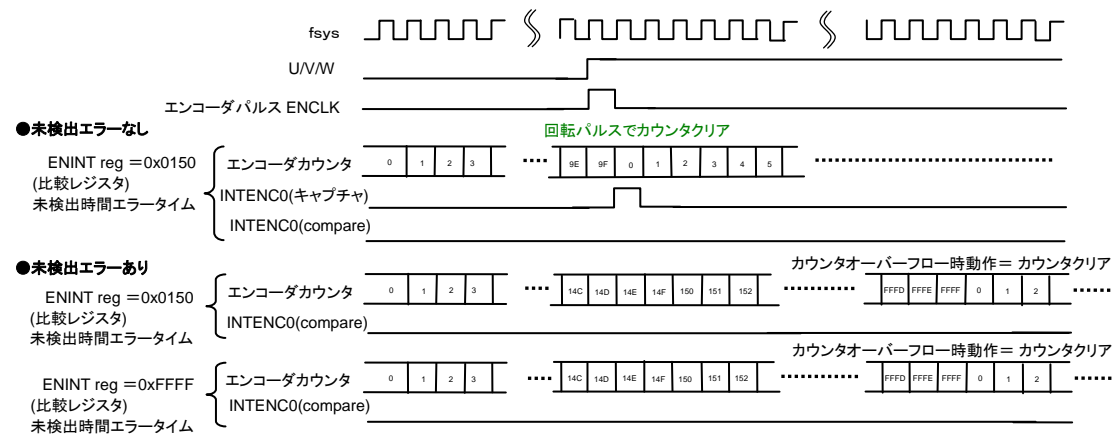 fsys
U/V/W
エンコーダパルス ENCLK
●未検出エラーなし
回転パルスでカウンタクリア
ENINT reg =0x0150
(比較レジスタ)
未検出時間エラータイム
エンコーダカウンタ
0 1 2 3 ···· 9E 9F 0 1 2 3 4 5
INTENC0(キャプチャ)
INTENC0(compare)
●未検出エラーあり
カウンタオーバーフロー時動作= カウンタクリア
ENINT reg =0x0150
(比較レジスタ)
未検出時間エラータイム
エンコーダカウンタ
0 1 2 3 ···· 14C 14D 14E 14F 150 151 152 ········· FFFD FFFE FFFF 0 1 2 ······
INTENC0(compare)
カウンタオーバーフロー時動作= カウンタクリア
ENINT reg =0xFFFF
(比較レジスタ)
未検出時間エラータイム
エンコーダカウンタ
0 1 2 3 ···· 14C 14D 14E 14F 150 151 152 ·········· FFFD FFFE FFFF 0 1 2 ······
INTENC0(compare)